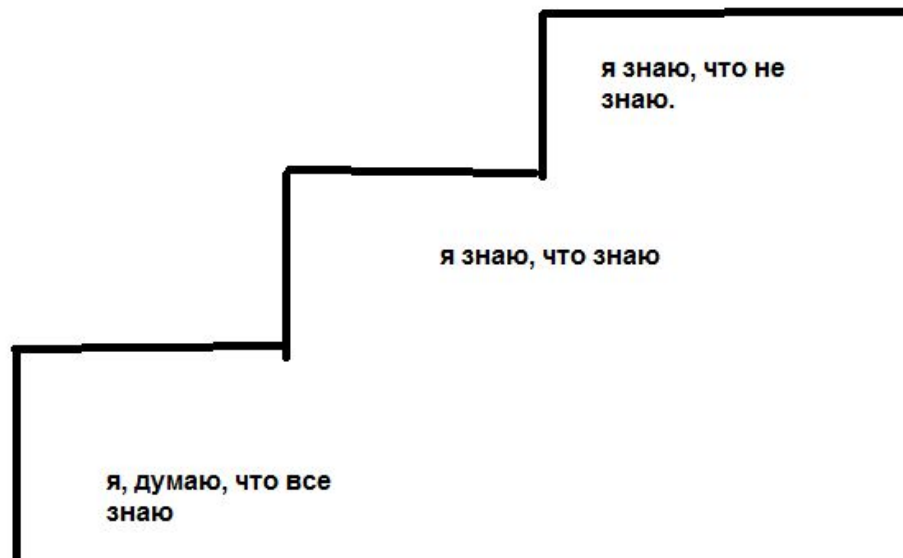 я знаю, что не
знаю.
я знаю, что знаю
я, думаю, что все
знаю